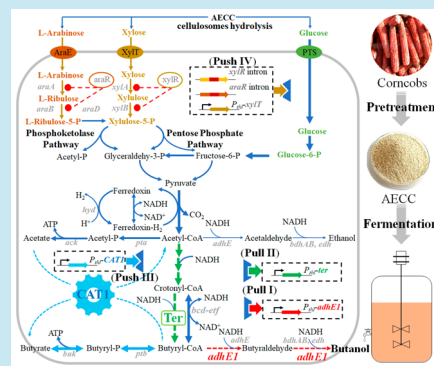 AECC
cellulosomes hydrolysis
L-Arabinose
Xylose
Glucose
AraE
XylT
PTS
(Push IV)
L-Arabinose
araR
Xylose
xylR
xylR intron
araA
xylA
araR intron
L-Ribulose
Xylulose
araB
araD
xylB
-xylT
L-Ribulose-5-P
Xylulose-5-P
Glucose
Phosphoketolase
Pathway
Pentose Phosphate
Pathway
Acetyl-P
Glyceraldehy-3-P
Fructose-6-P
Glucose-6-P
Pyruvate
Ferredoxin
H2
NADH
hyd
NAD+
CO2
H+
Ferredoxin-H2
NADH
NADH
ATP
Acetate
Acetyl-P
Acetyl-CoA
Acetaldehyde
Ethanol
ack
pta
adhE
bdhAB, edh
-CAT1
(Push III)
NADH
(Pull II)
-ter
CAT1
Crotonyl-CoA
(Pull I)
NADH
NADH
Ter
bcd-etf
-adhE1
ATP
NAD+
NADH
NADH
adhE
bdhAB, edh
Butyrate
Butyryl-P
Butyryl-CoA
Butyraldehyde
Butanol
buk
ptb
adhE1
adhE1
Corncobs
Pretreatment
AECC
Fermentation